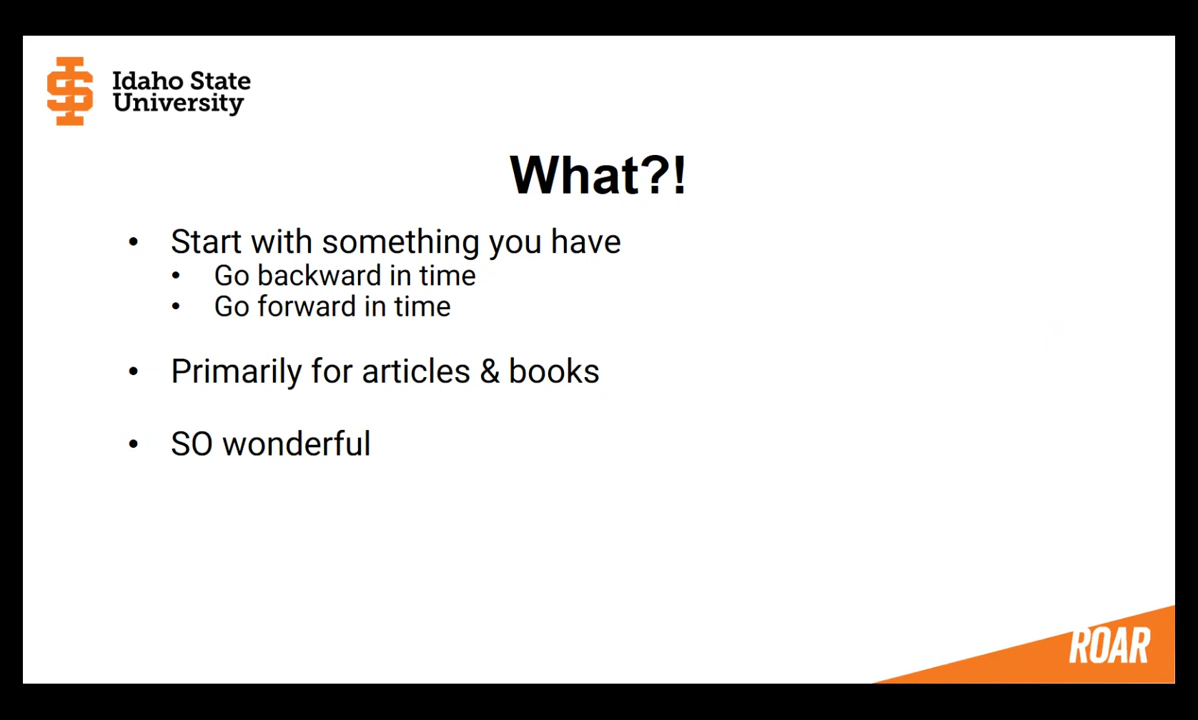 Idaho State
University
What?!
• Start with something you have
• Go backward in time
• Go forward in time
• Primarily for articles & books
• SO wonderful
ROAR